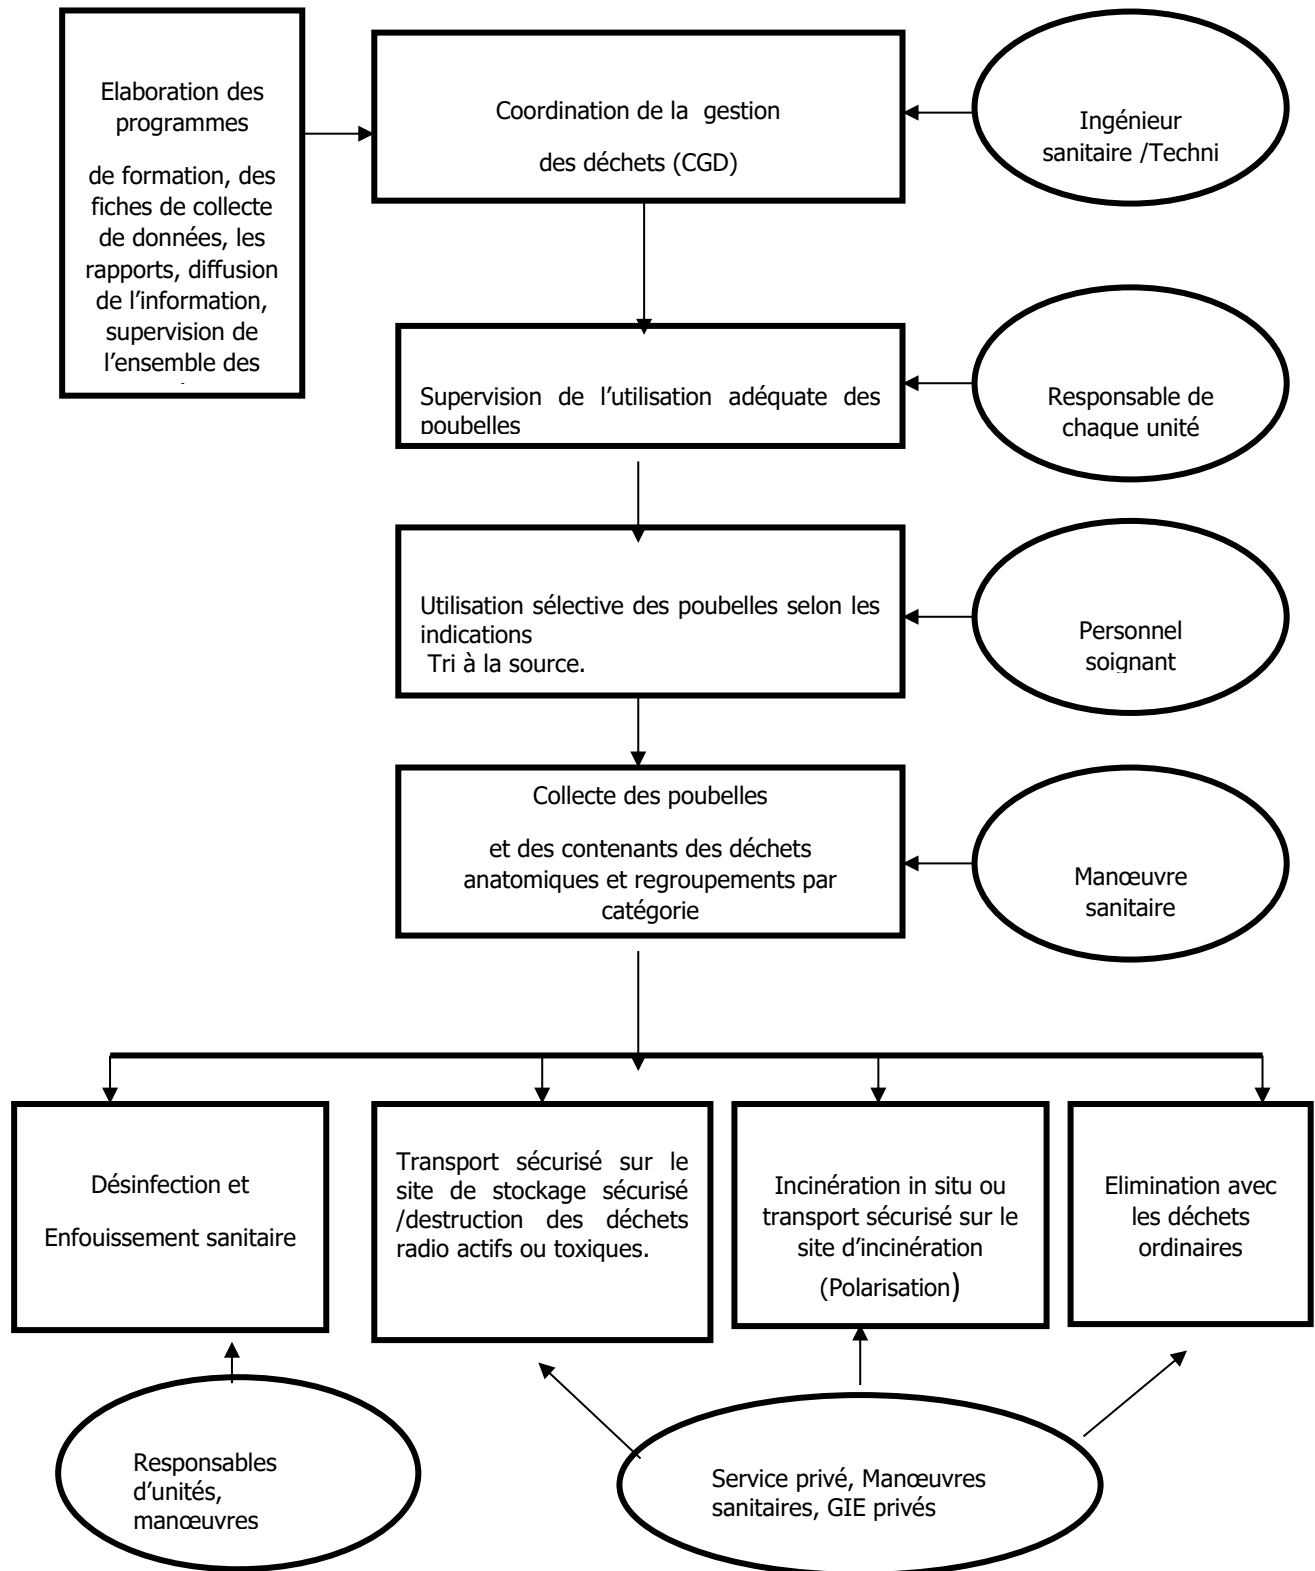 Elaboration des
programmes
de formation, des
fiches de collecte
de données, les
rapports, diffusion
de l’information,
supervision de
l’ensemble des
Coordination de la gestion
des déchets (CGD)
Ingénieur
sanitaire /Techni
Supervision de l’utilisation adéquate des
poubelles
Responsable de
chaque unité
Utilisation sélective des poubelles selon les
indications
Tri à la source.
Personnel
soignant
Collecte des poubelles
et des contenants des déchets
anatomiques et regroupements par
catégorie
Manœuvre
sanitaire
Désinfection et
Enfouissement sanitaire
Transport sécurisé sur le
site de stockage sécurisé
/destruction des déchets
radio actifs ou toxiques.
Incinération in situ ou
transport sécurisé sur le
site d’incinération
(Polarisation)
Elimination avec
les déchets
ordinaires
Responsables
d’unités,
manœuvres
Service privé, Manœuvres
sanitaires, GIE privés